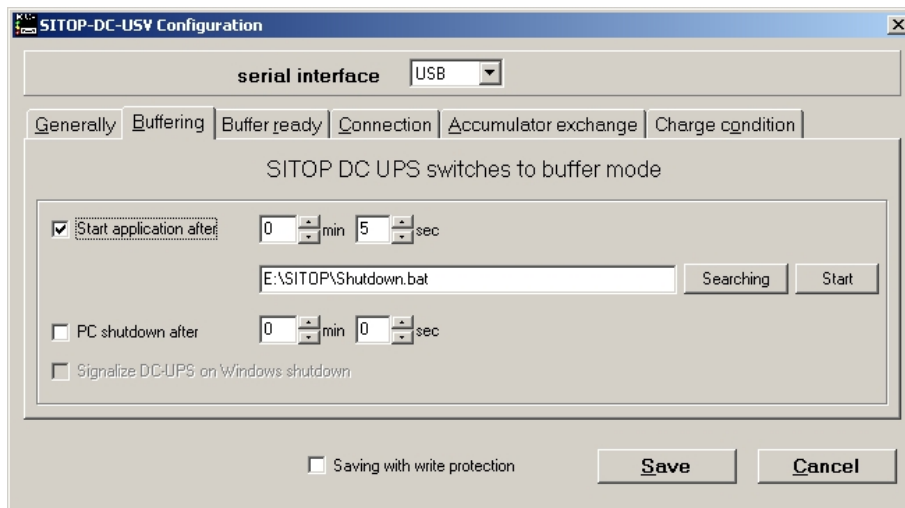 SITOP-DC-USV Configuration
serial interface USB
Generally Buffering Buffer ready Connection Accumulator exchange Charge condition
SITOP DC UPS switches to buffer mode
Start application after 0 min 5 sec
E:\SITOP\Shutdown.bat Searching Start
PC shutdown after 0 min 0 sec
Signalize DC-UPS on Windows shutdown
Saving with write protection Save Cancel